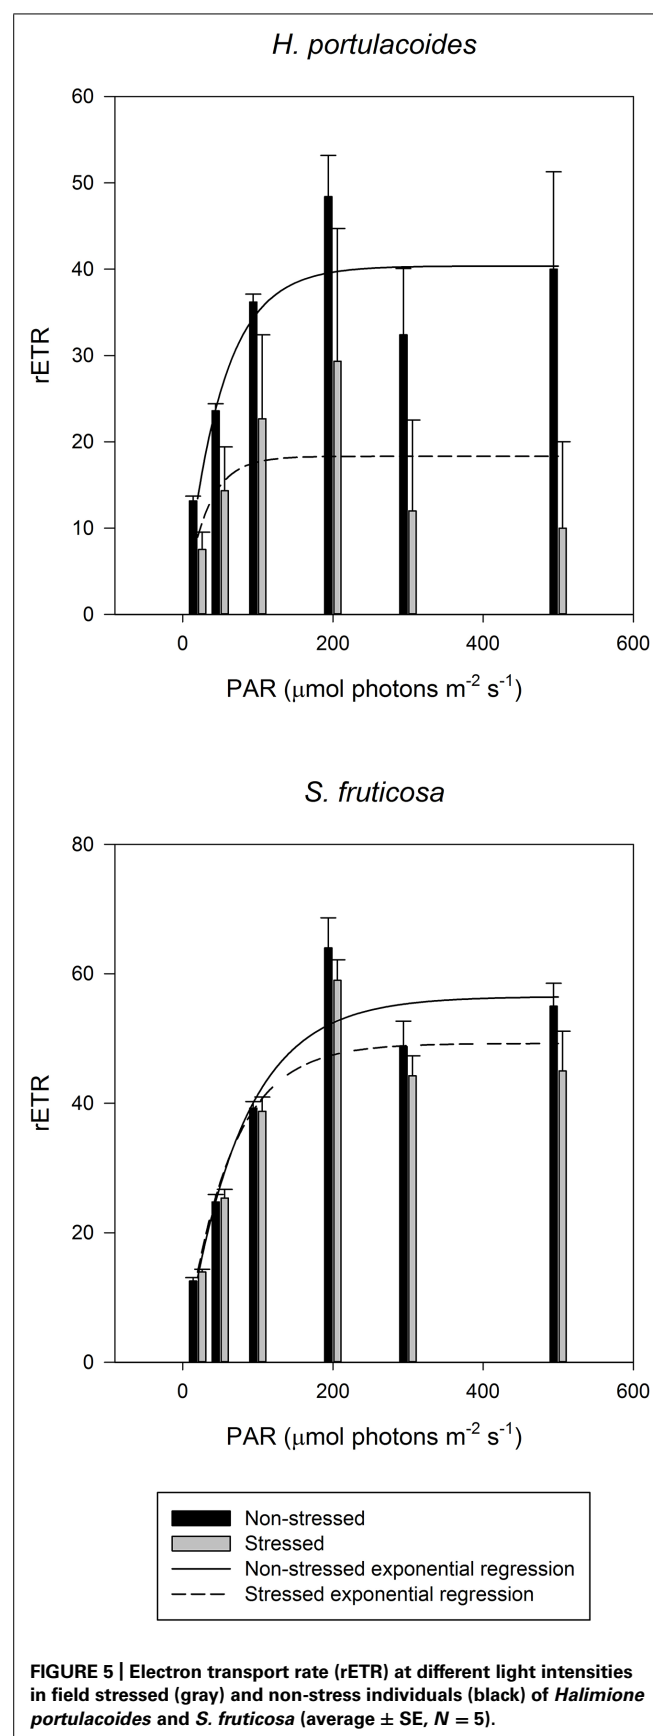 H. portulacoides
60
50
40
30
20
10
0
rETR
0 200 400 600
PAR (μmol photons m-2 s-1)
S. fruticosa
80
60
40
20
0
rETR
0 200 400 600
PAR (μmol photons m-2 s-1)
Non-stressed
Stressed
Non-stressed exponential regression
Stressed exponential regression
FIGURE 5 | Electron transport rate (rETR) at different light intensities
in field stressed (gray) and non-stress individuals (black) of Halimione
portulacoides and S. fruticosa (average ± SE, N = 5).